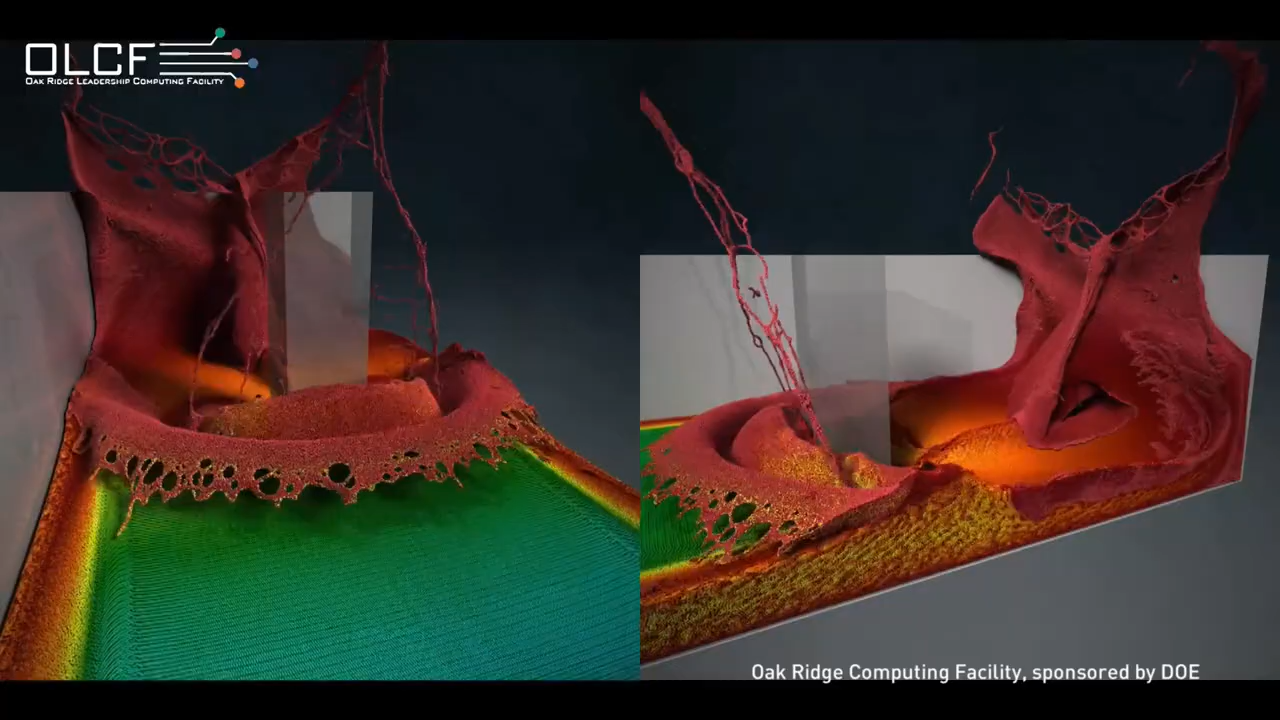 OLCF
OAK RIDGE LEADERSHIP COMPUTING FACILITY
Oak Ridge Computing Facility, sponsored by DOE